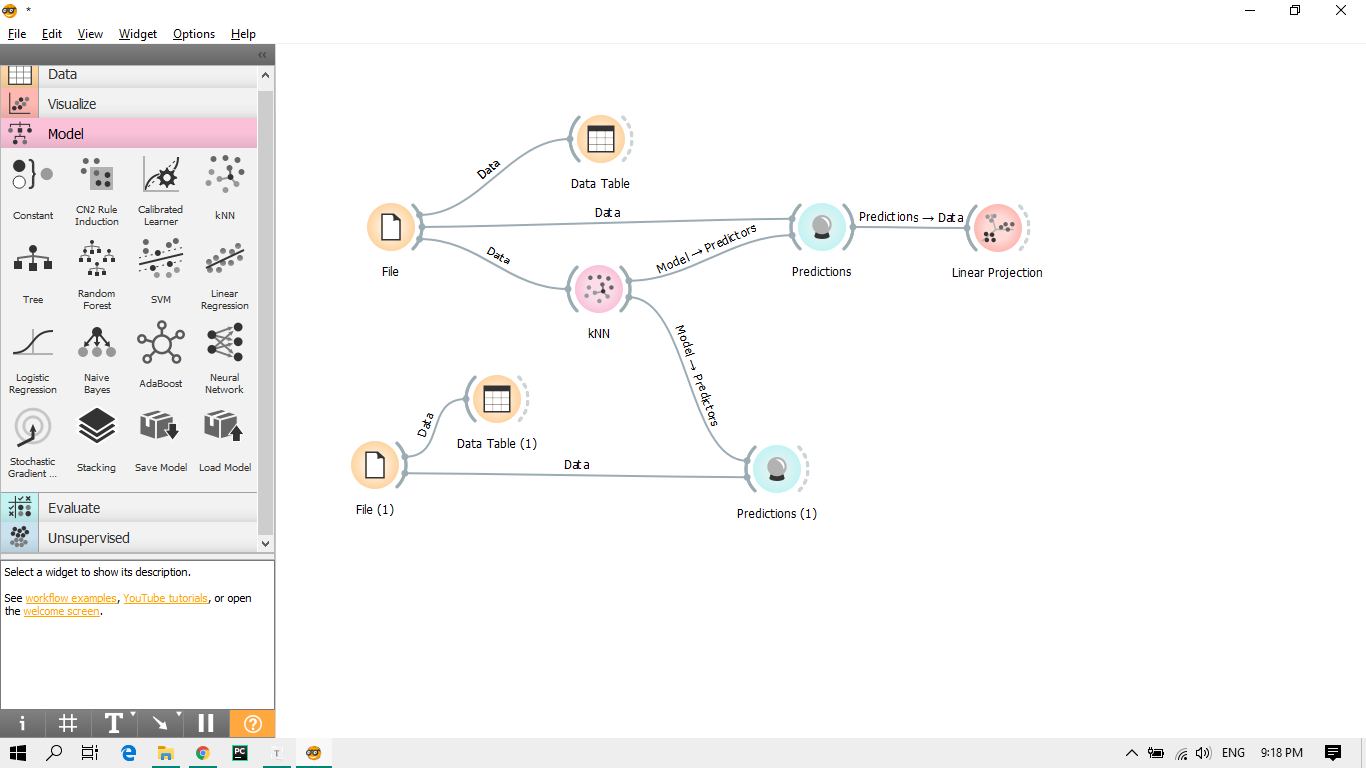 *
File Edit View Widget Options Help
«
Data
Visualize
Model
Constant
CN2 Rule
Induction
Calibrated
Learner
kNN
Tree
Random
Forest
SVM
Linear
Regression
Logistic
Regression
Naive
Bayes
AdaBoost
Neural
Network
Stochastic
Gradient ...
Stacking
Save Model
Load Model
Evaluate
Unsupervised
Select a widget to show its description.
See workflow examples, YouTube tutorials, or open
the welcome screen.
i # T ?
Data
Data Table
Data
File
Data
kNN
Model → Predictors
Predictions
Predictions → Data
Linear Projection
Model → Predictors
Data
Data Table (1)
Data
File (1)
Predictions (1)
PC
T
ENG
9:18 PM